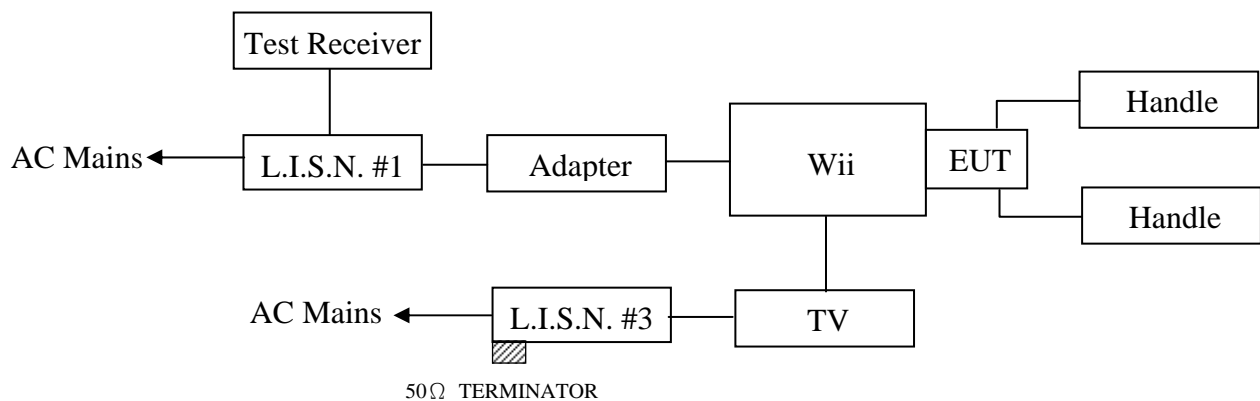 Test Receiver
Handle
AC Mains
L.I.S.N. #1
Adapter
Wii
EUT
Handle
AC Mains
L.I.S.N. #3
TV
50Ω TERMINATOR